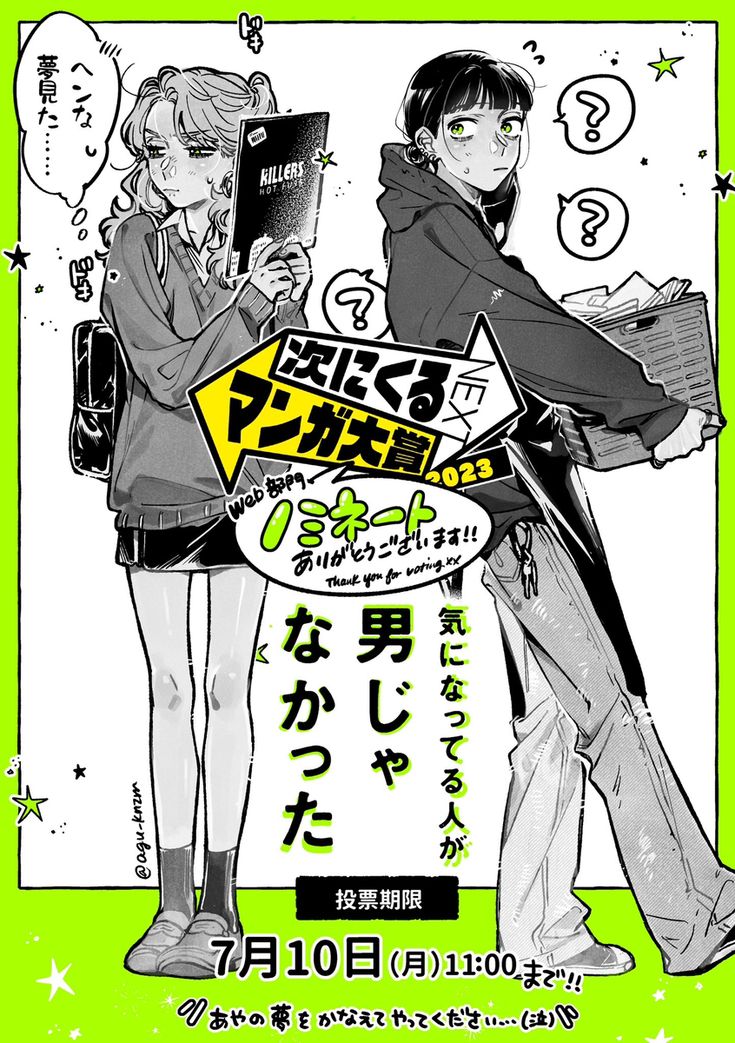 ヘンな
夢見た……
ドキ
ドキ
KILLERS
HOT FUSS
?
?
?
次にくる
マンガ大賞
NEXT
2023
Web部門
ノミネート
ありがとうございます!!
Thank you for voting.xx
気になってる人が
男じゃ
なかった
@agu_knzm
投票期限
7月10日(月)11:00まで!!
あやの夢をかなえてやってください…(泣)